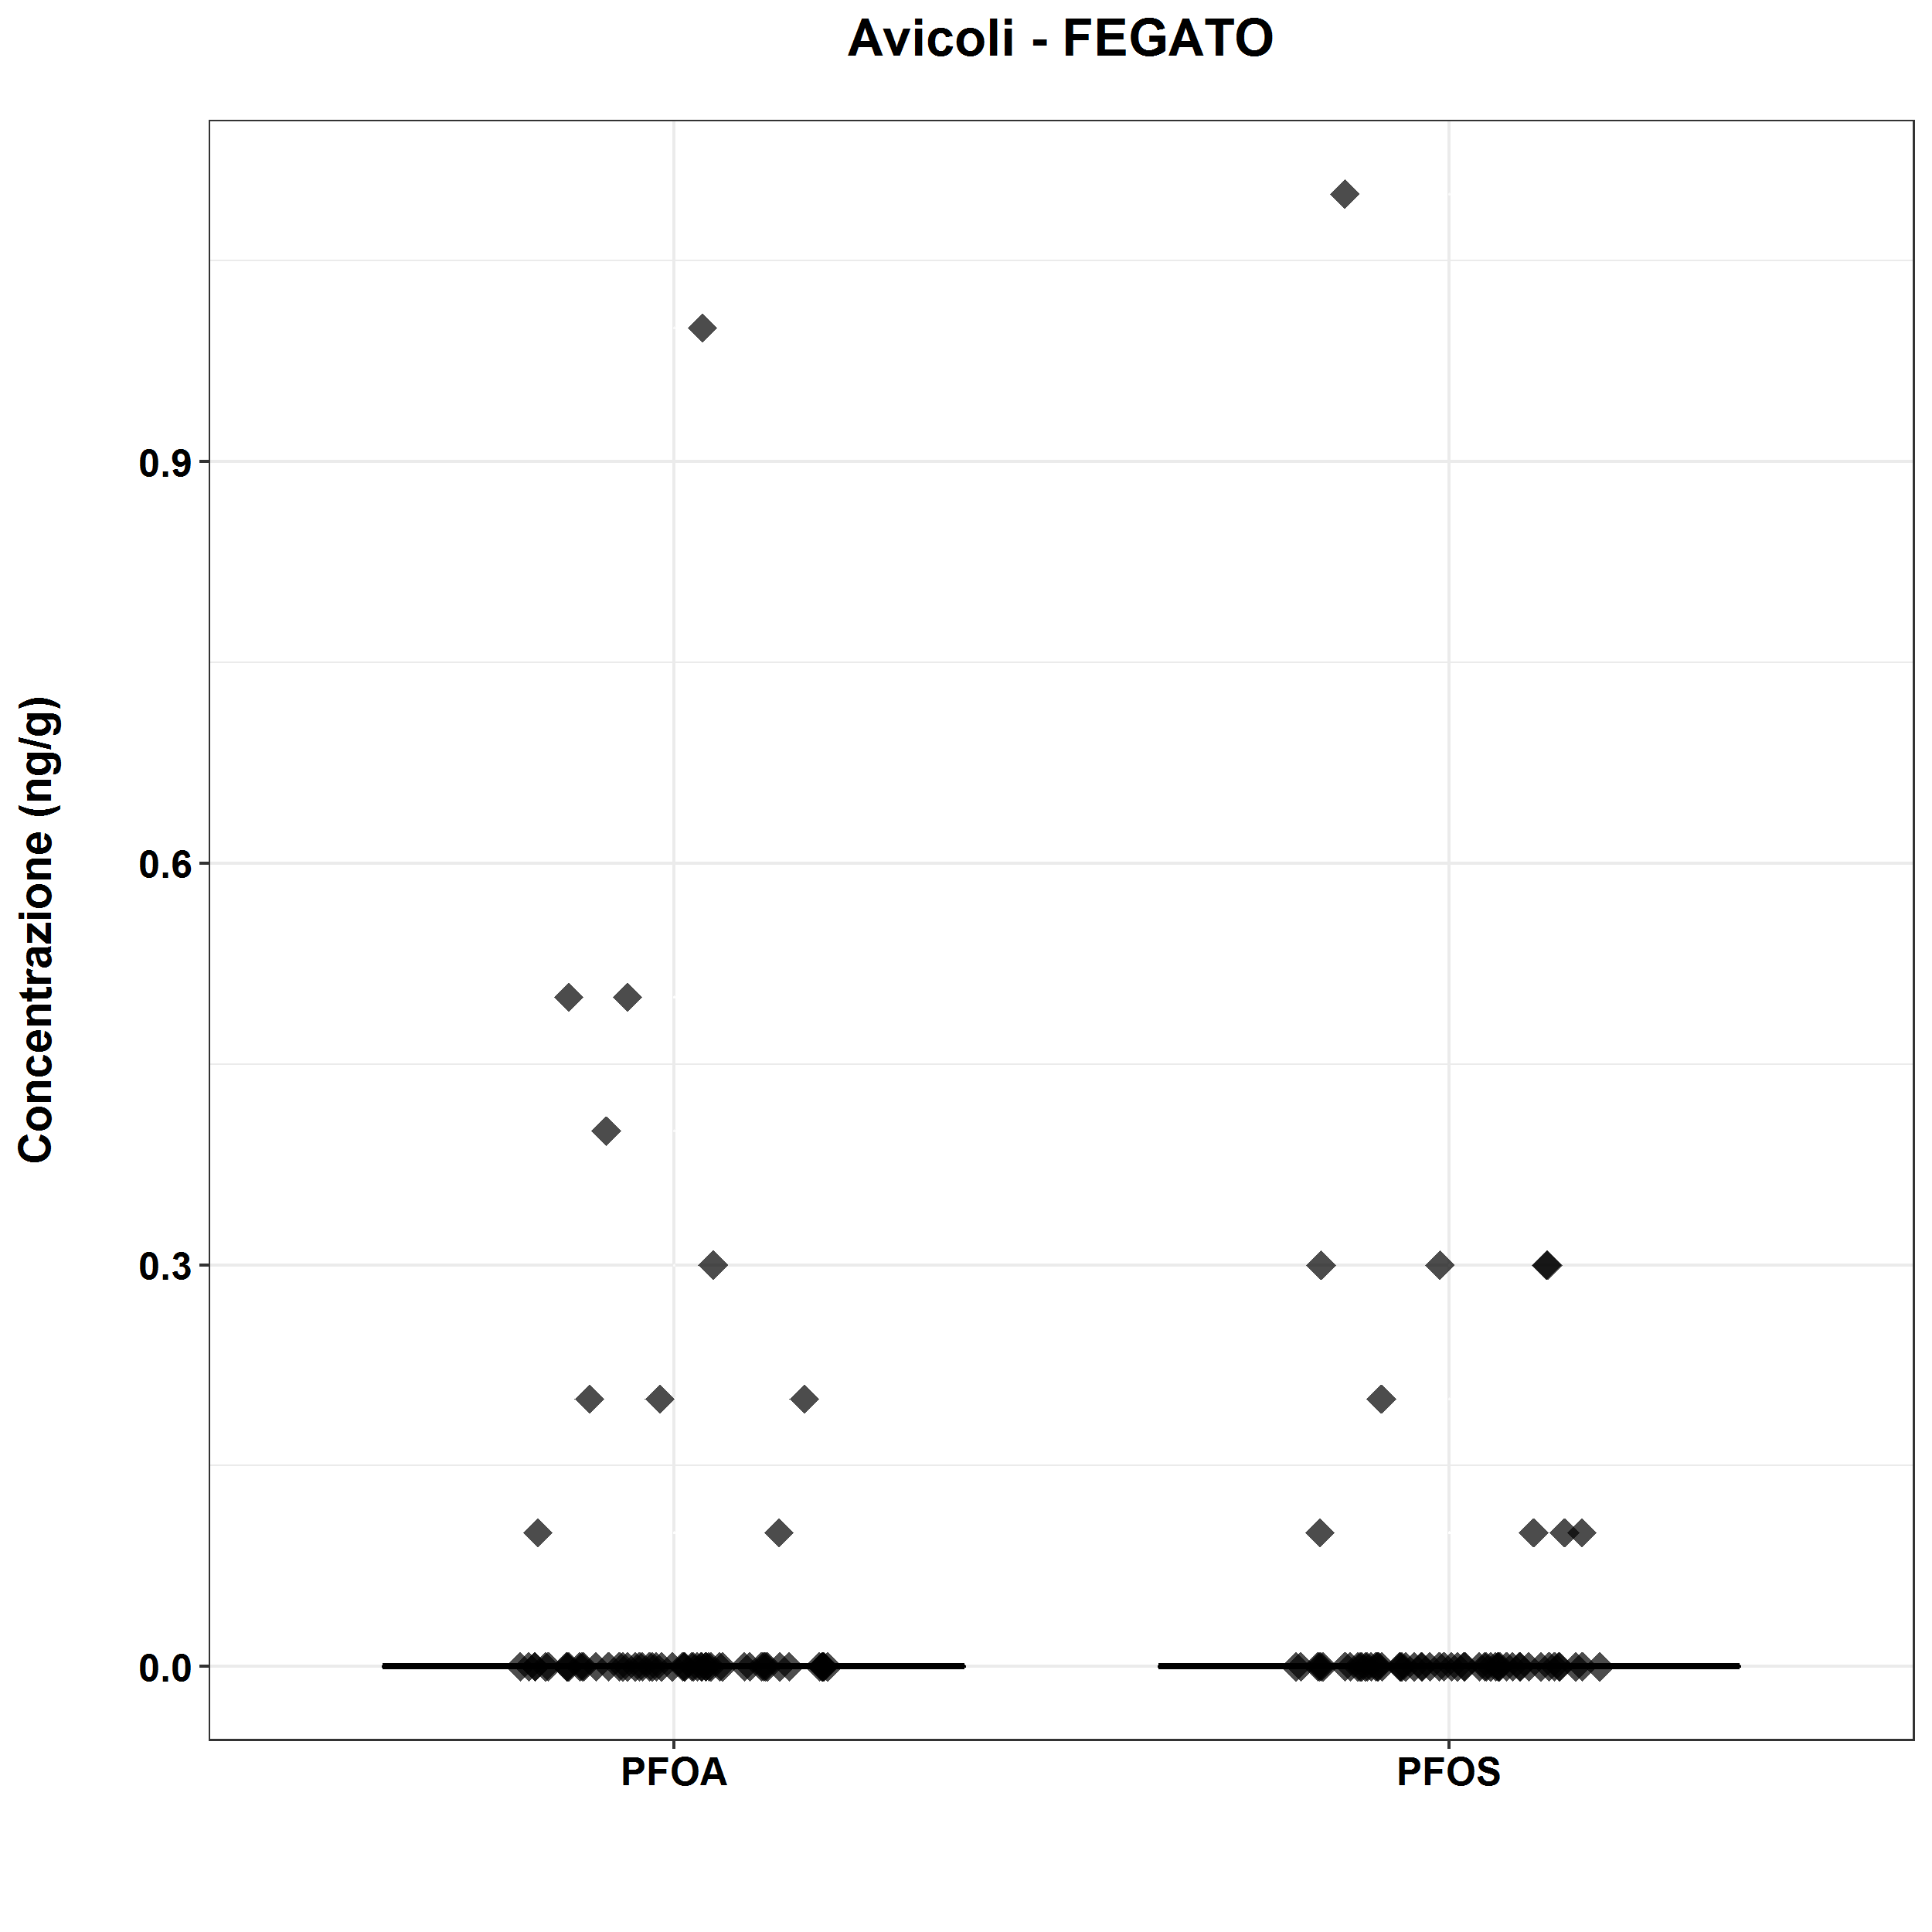 Avicoli - FEGATO
Concentrazione (ng/g)
0.9
0.6
0.3
0.0
PFOA
PFOS